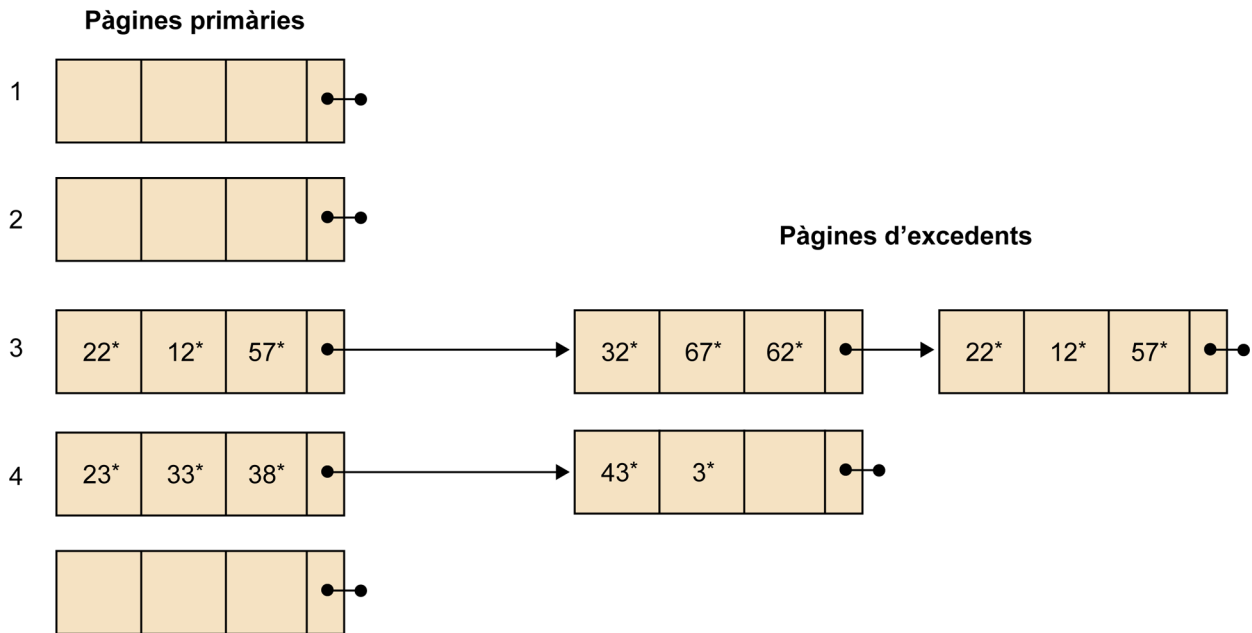 Pàgines primàries
1
2
Pàgines d'excedents
3 22* 12* 57* 32* 67* 62* 22* 12* 57*
4 23* 33* 38* 43* 3*